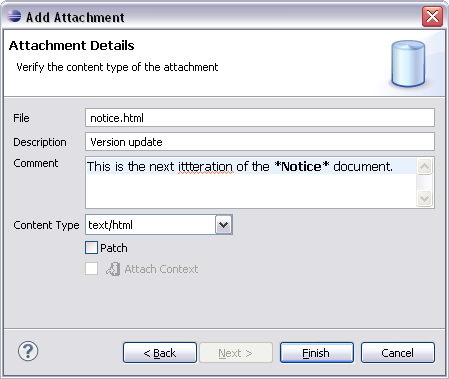 Add Attachment
Attachment Details
Verify the content type of the attachment
File notice.html
Description Version update
Comment This is the next ittteration of the *Notice* document.
Content Type text/html
Patch
Attach Context
? < Back Next > Finish Cancel